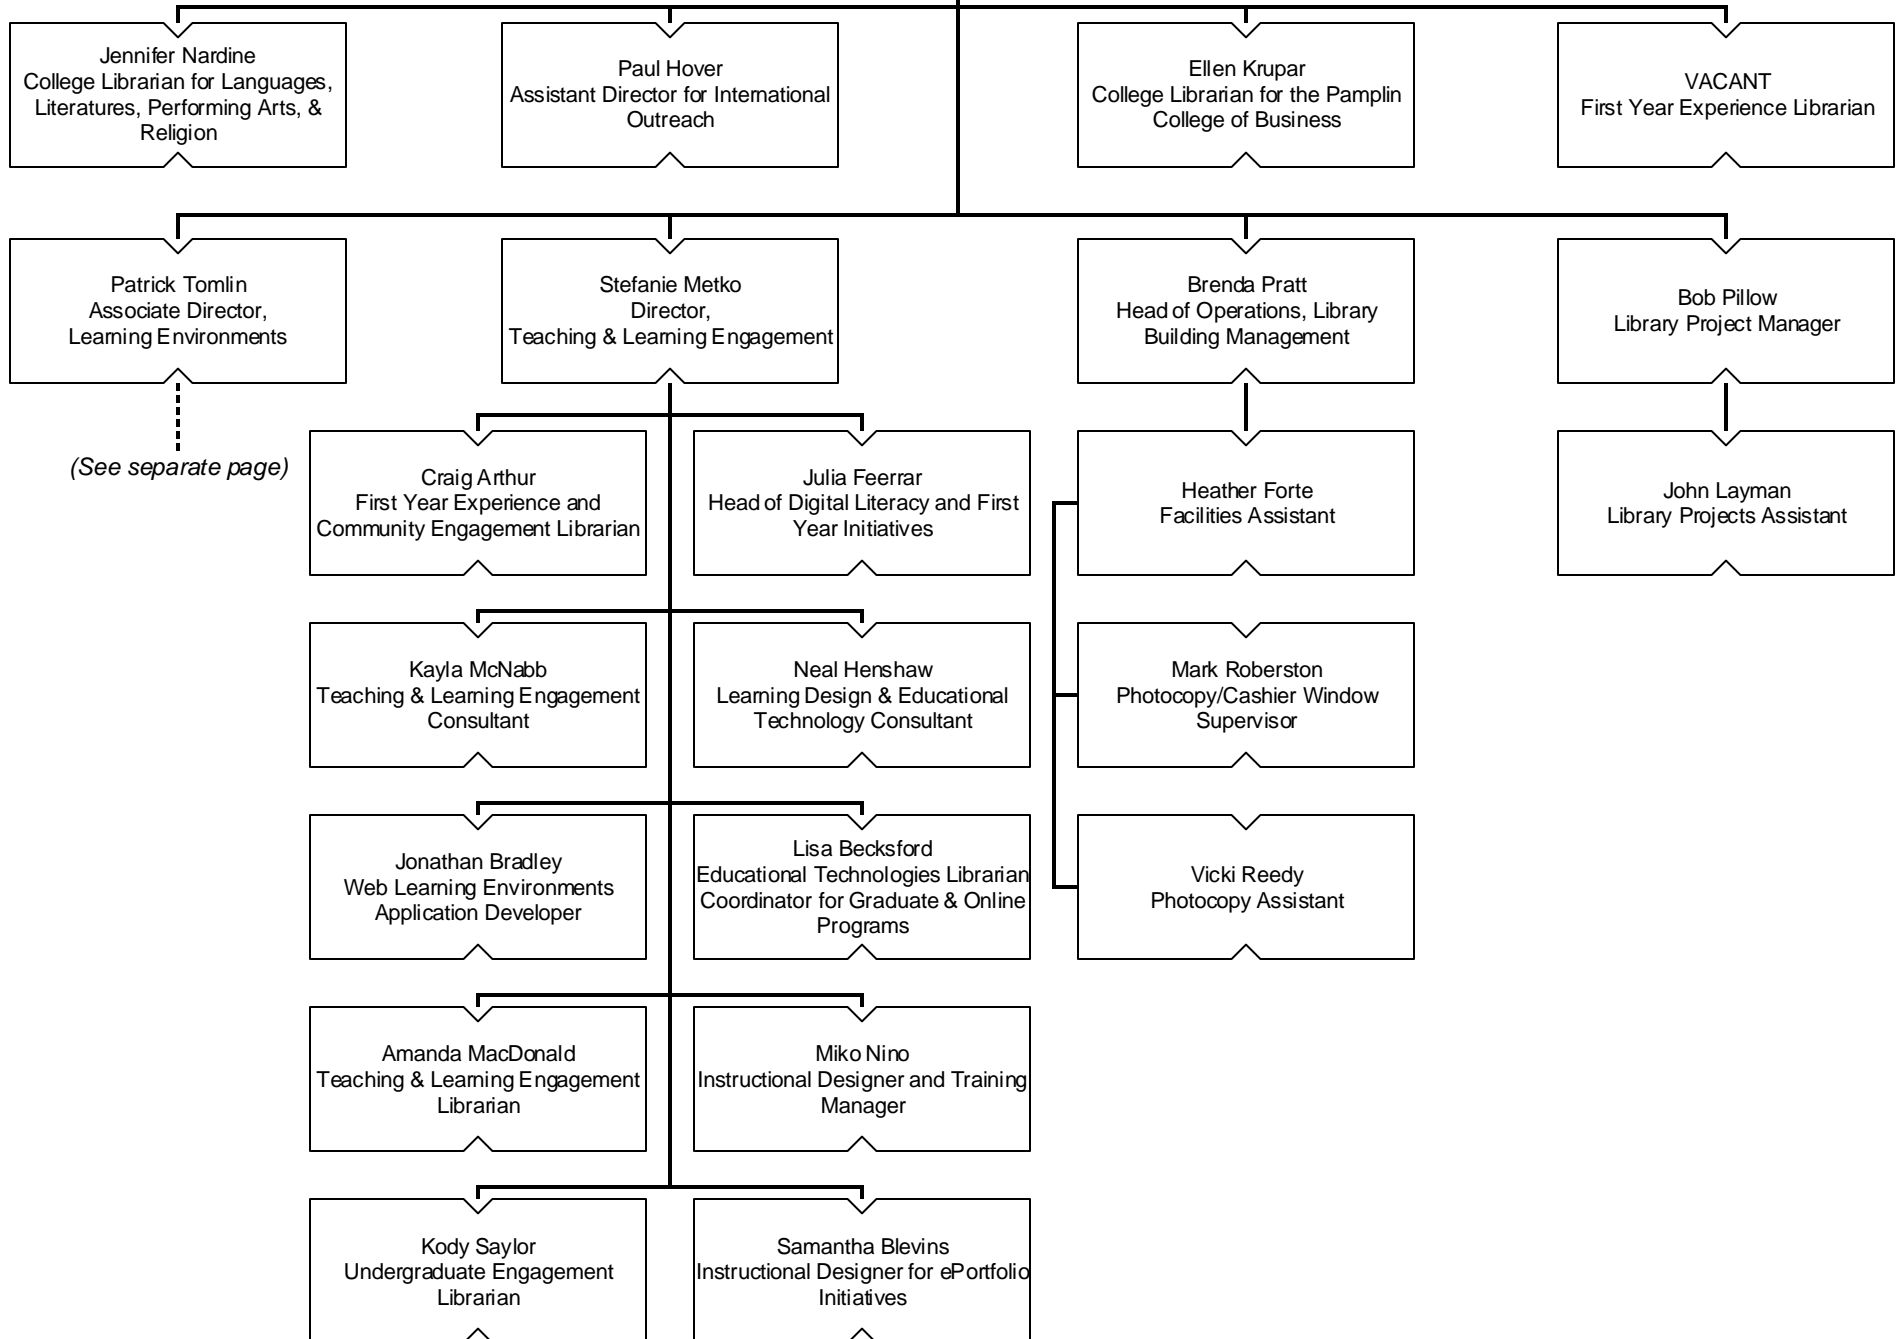 Jennifer Nardine
College Librarian for Languages,
Literatures, Performing Arts, &
Religion
Paul Hover
Assistant Director for International
Outreach
Ellen Krupar
College Librarian for the Pamplin
College of Business
VACANT
First Year Experience Librarian
Patrick Tomlin
Associate Director,
Learning Environments
Stefanie Metko
Director,
Teaching & Learning Engagement
Brenda Pratt
Head of Operations, Library
Building Management
Bob Pillow
Library Project Manager
(See separate page)
Craig Arthur
First Year Experience and
Community Engagement Librarian
Julia Feerrar
Head of Digital Literacy and First
Year Initiatives
Heather Forte
Facilities Assistant
John Layman
Library Projects Assistant
Kayla McNabb
Teaching & Learning Engagement
Consultant
Neal Henshaw
Learning Design & Educational
Technology Consultant
Mark Roberston
Photocopy/Cashier Window
Supervisor
Jonathan Bradley
Web Learning Environments
Application Developer
Lisa Becksford
Educational Technologies Librarian
Coordinator for Graduate & Online
Programs
Vicki Reedy
Photocopy Assistant
Amanda MacDonald
Teaching & Learning Engagement
Librarian
Miko Nino
Instructional Designer and Training
Manager
Kody Saylor
Undergraduate Engagement
Librarian
Samantha Blevins
Instructional Designer for ePortfolio
Initiatives